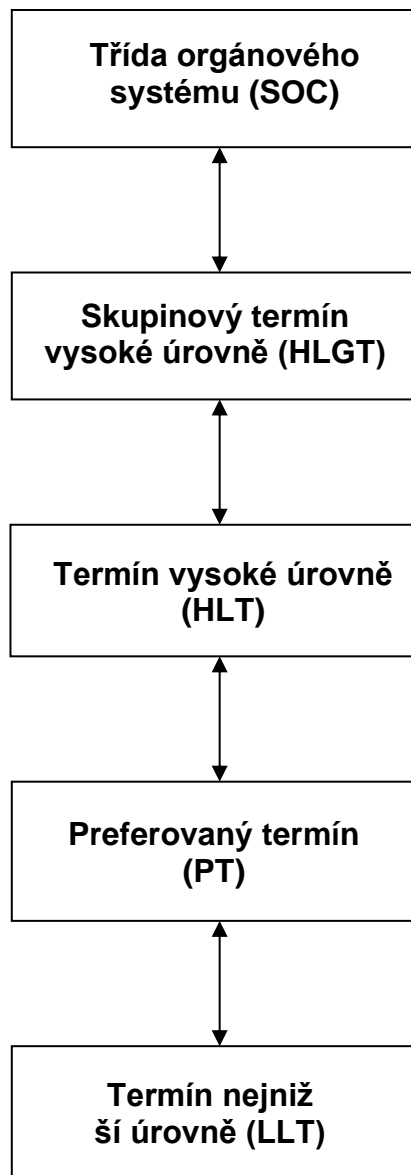 Třída orgánového
systému (SOC)
Skupinový termín
vysoké úrovně (HLGT)
Termín vysoké úrovně
(HLT)
Preferovaný termín
(PT)
Termín nejniž
ší úrovně (LLT)